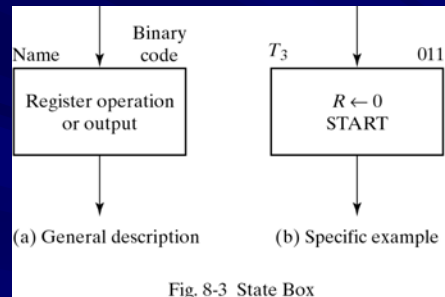 Name
Binary
code
Register operation
or output
(a) General description
T3
011
R ← 0
START
(b) Specific example
Fig. 8-3 State Box